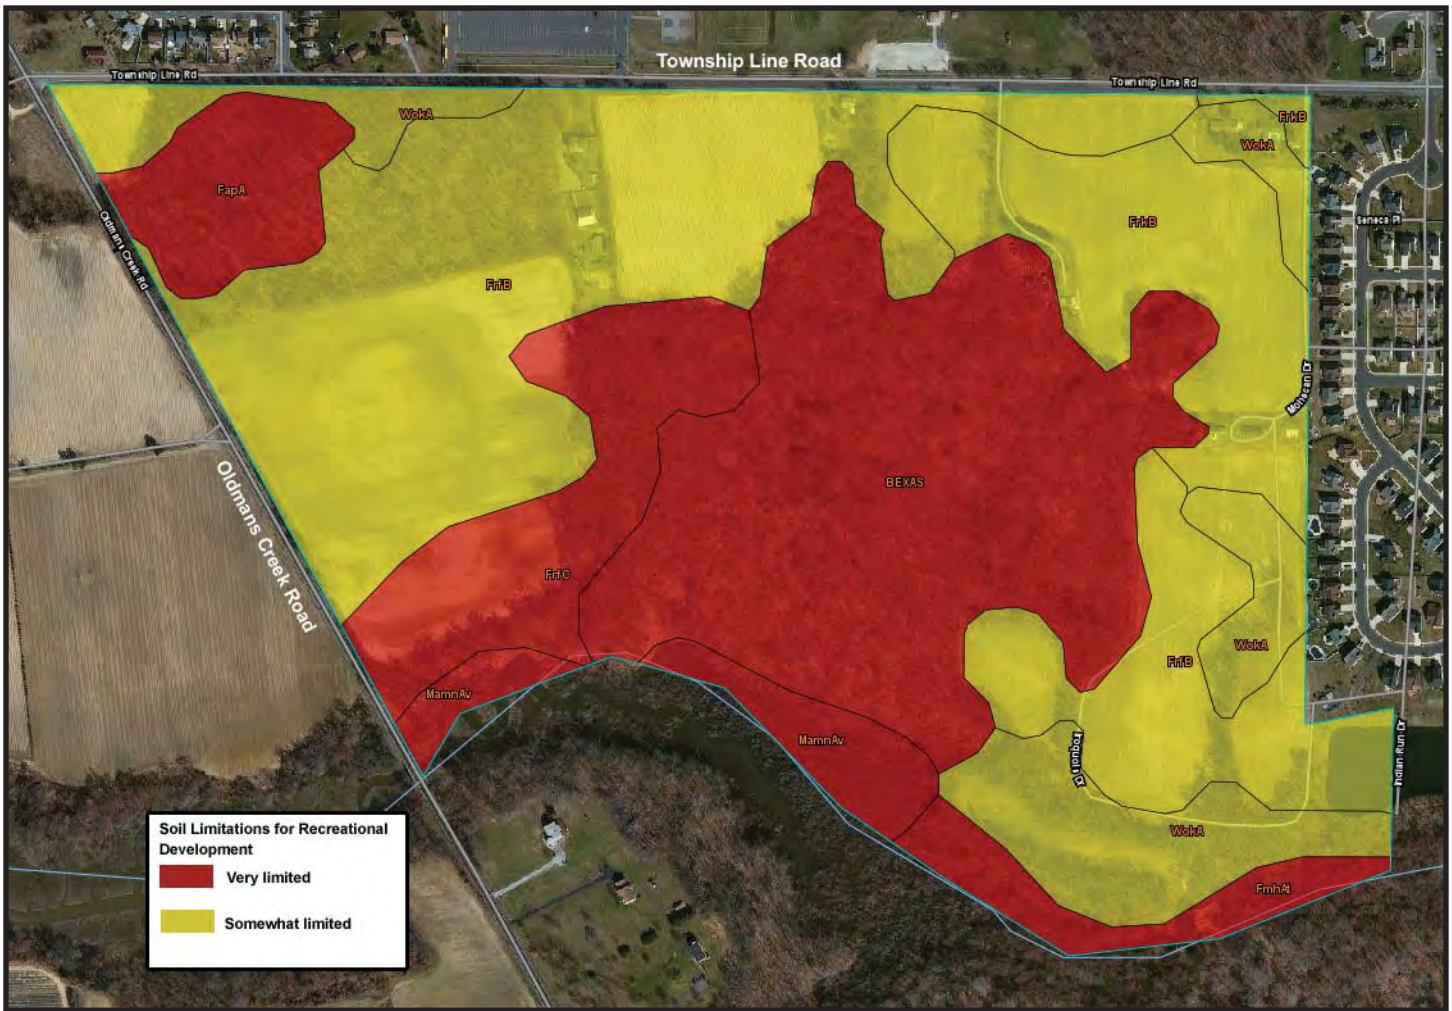 Township Line Road
Township Line Rd
Township Line Rd
WokA
FrkB
WokA
FapA
Seneca Pl
FrkB
Oldmans Creek Rd
FrfB
Mohican Dr
BEXAS
Oldmans Creek Road
FrfC
WokA
FrfB
MamnAv
MamnAv
Iroquois Ct
Indian Run Dr
WokA
FmhAt
Soil Limitations for Recreational
Development
Very limited
Somewhat limited